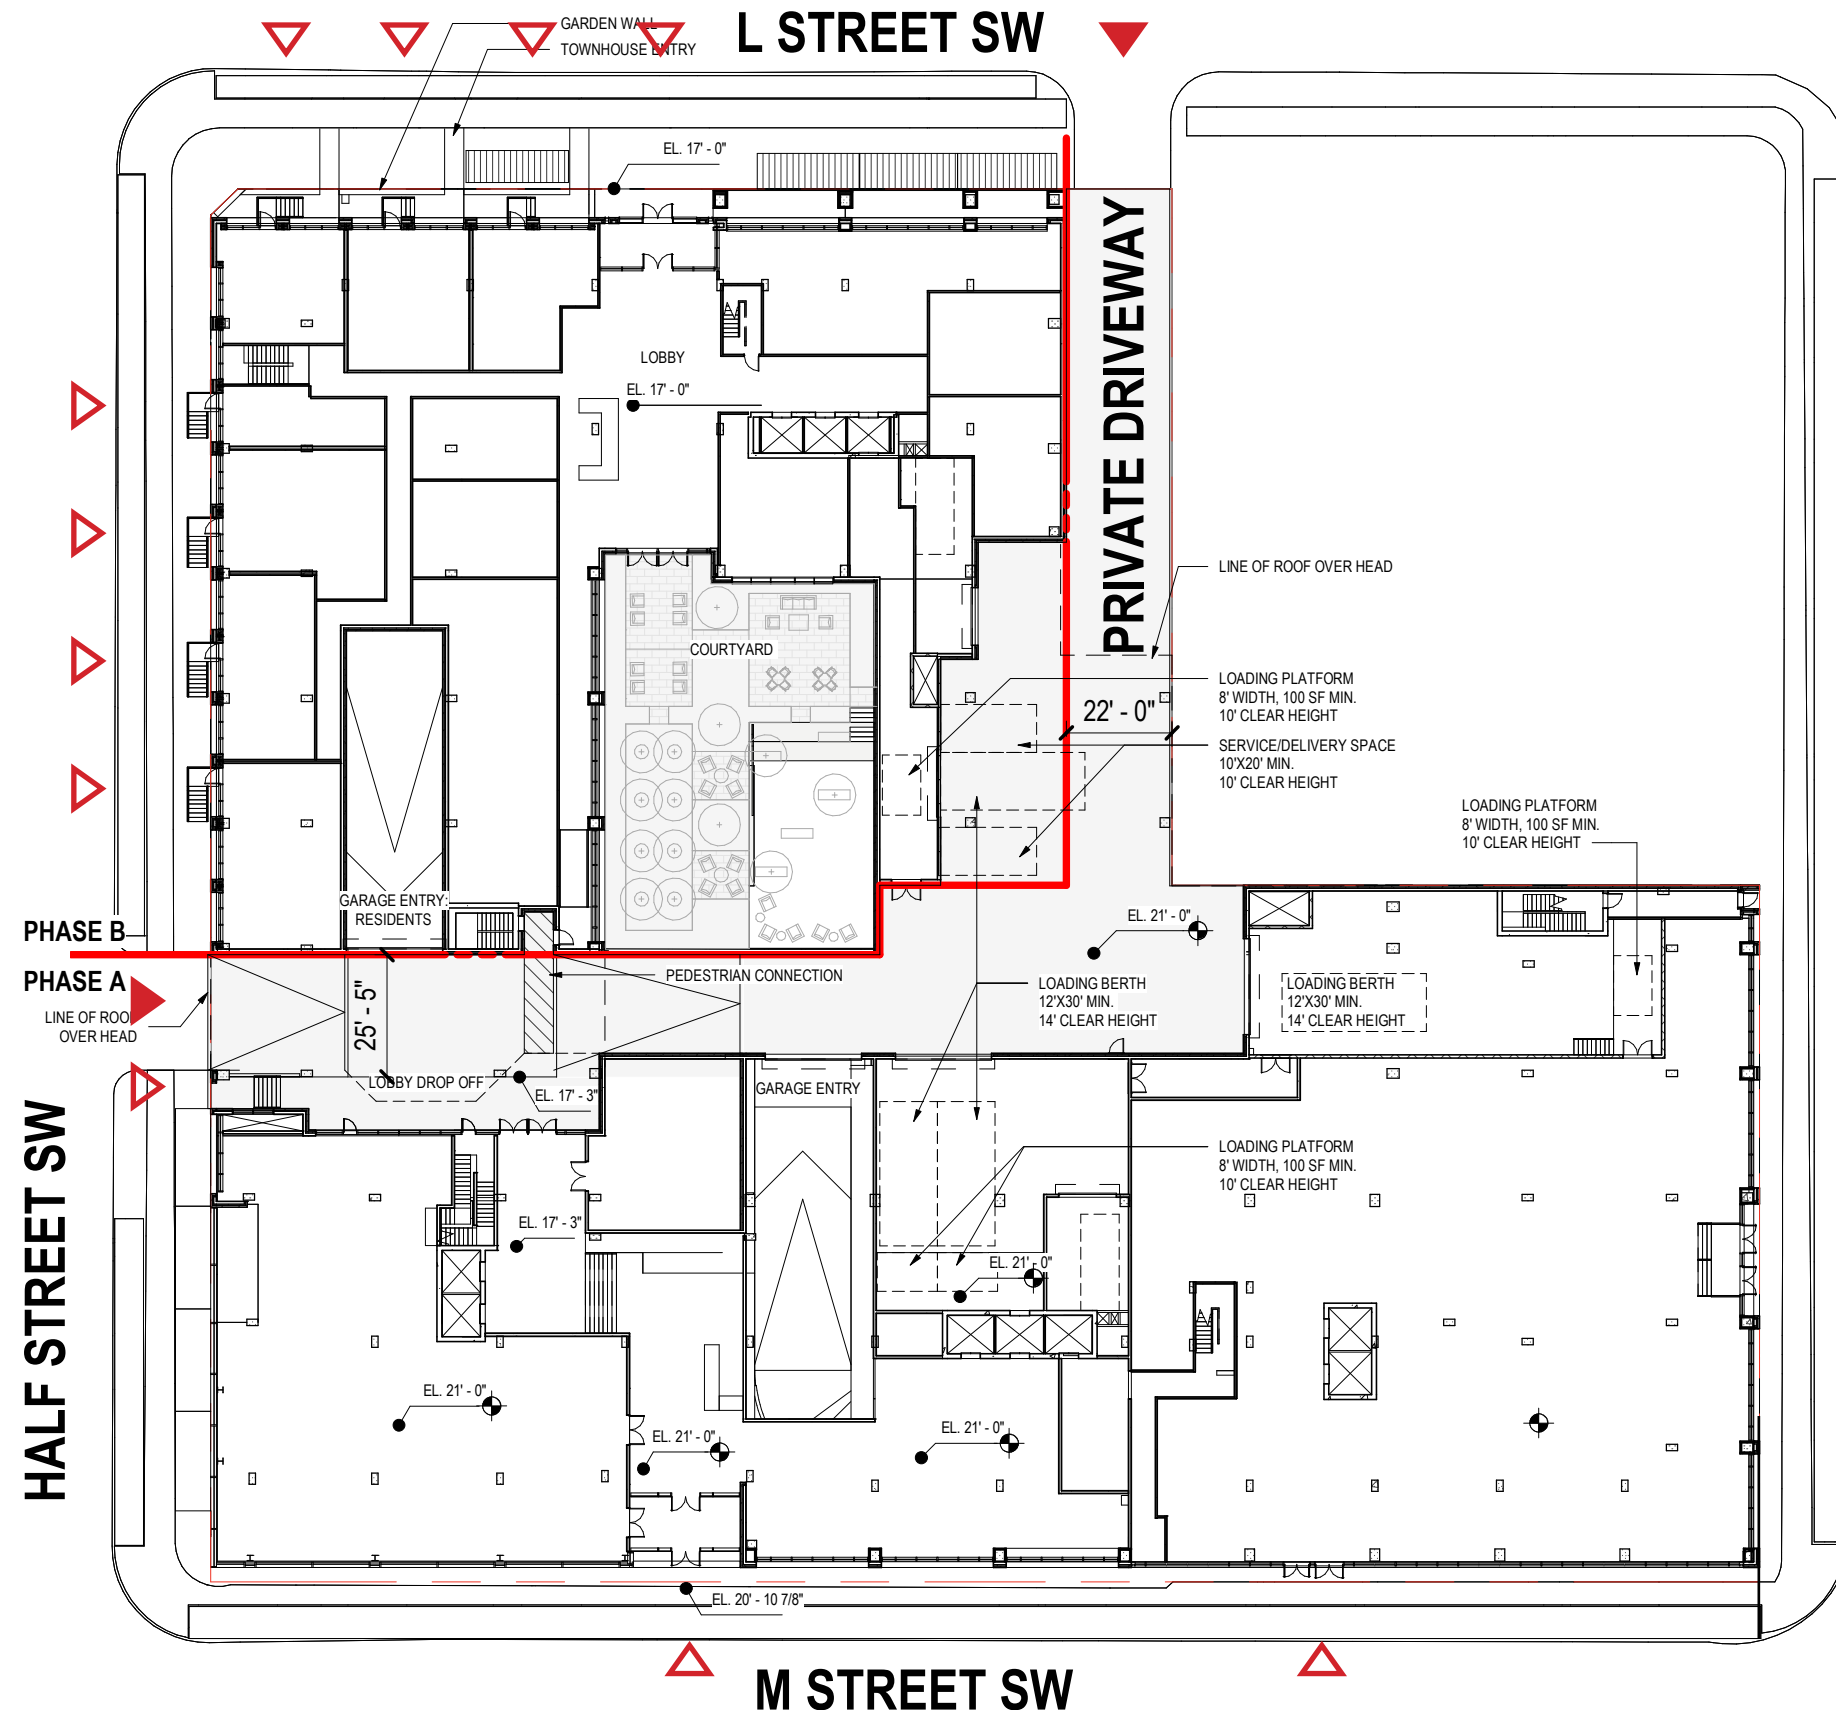 GARDEN WALL
TOWNHOUSE ENTRY
L STREET SW
EL. 17' - 0"
PRIVATE DRIVEWAY
LOBBY
EL. 17' - 0"
LINE OF ROOF OVER HEAD
COURTYARD
LOADING PLATFORM
8' WIDTH, 100 SF MIN.
10' CLEAR HEIGHT
22' - 0"
SERVICE/DELIVERY SPACE
10'X20' MIN.
10' CLEAR HEIGHT
LOADING PLATFORM
8' WIDTH, 100 SF MIN.
10' CLEAR HEIGHT
GARAGE ENTRY:
RESIDENTS
EL. 21' - 0"
PHASE B
PHASE A
PEDESTRIAN CONNECTION
LOADING BERTH
12'X30' MIN.
14' CLEAR HEIGHT
LOADING BERTH
12'X30' MIN.
14' CLEAR HEIGHT
LINE OF ROOF
OVER HEAD
25' - 5"
LOBBY DROP OFF
EL. 17' - 3"
GARAGE ENTRY
LOADING PLATFORM
8' WIDTH, 100 SF MIN.
10' CLEAR HEIGHT
HALF STREET SW
EL. 17' - 3"
EL. 21' - 0"
EL. 21' - 0"
EL. 21' - 0"
EL. 21' - 0"
EL. 20' - 10 7/8"
M STREET SW